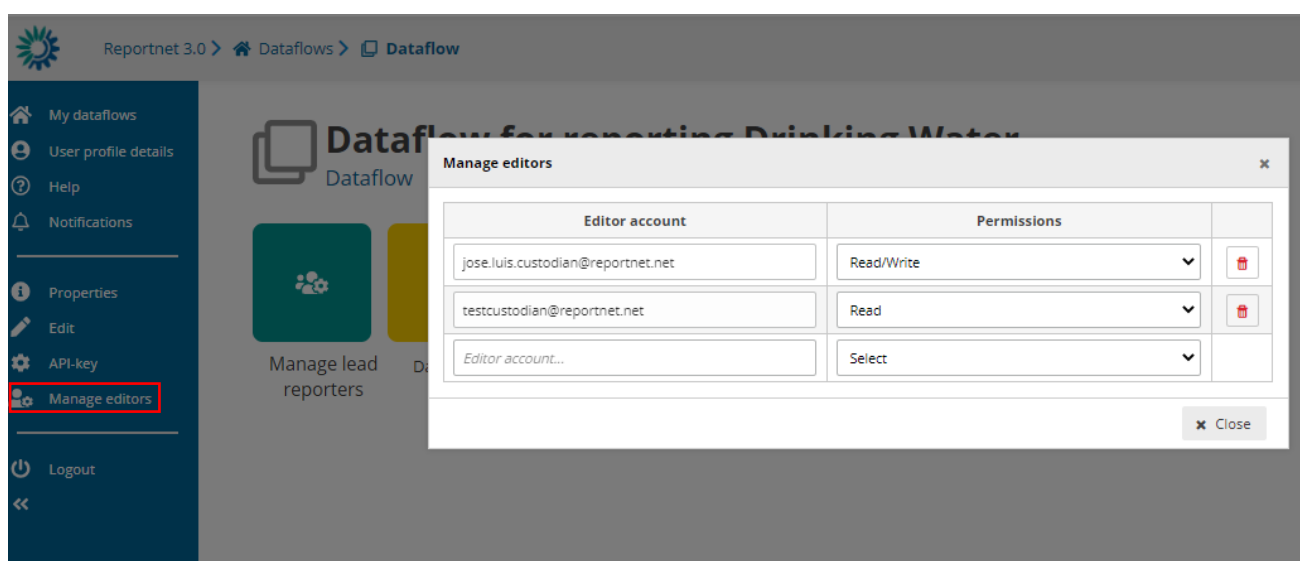 Reportnet 3.0 > Dataflows > Dataflow
My dataflows
User profile details
Help
Notifications
Properties
Edit
API-key
Manage editors
Logout
Dataflow for reporting Drinking Water
Dataflow
Manage lead
reporters
Manage editors
Editor account Permissions
jose.luis.custodian@reportnet.net Read/Write
testcustodian@reportnet.net Read
Editor account... Select
Close